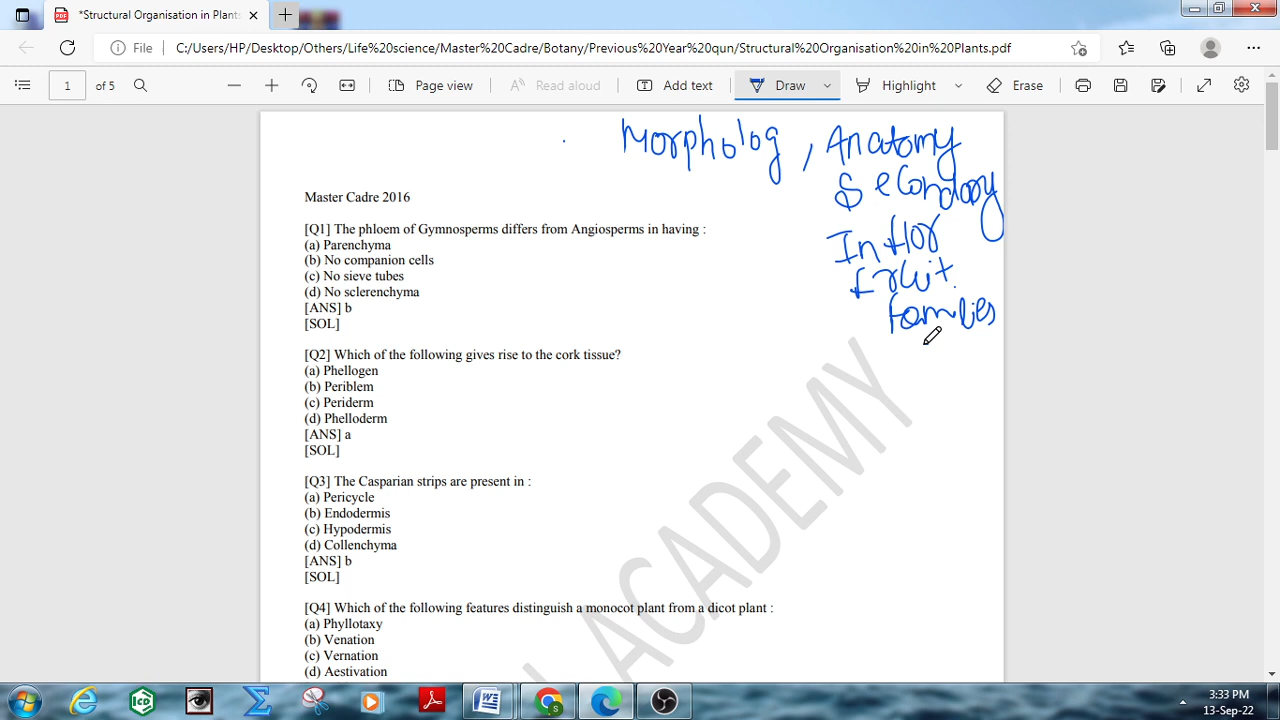 *Structural Organisation in Plants
File C:/Users/HP/Desktop/Others/Life%20science/Master%20Cadre/Botany/Previous%20Year%20qun/Structural%20Organisation%20in%20Plants.pdf
1 of 5 Page view Read aloud Add text Draw Highlight Erase
Morpholog , Anatomy
Secondary
Inflor
fruit
families
Master Cadre 2016
[Q1] The phloem of Gymnosperms differs from Angiosperms in having :
(a) Parenchyma
(b) No companion cells
(c) No sieve tubes
(d) No sclerenchyma
[ANS] b
[SOL]
[Q2] Which of the following gives rise to the cork tissue?
(a) Phellogen
(b) Periblem
(c) Periderm
(d) Phelloderm
[ANS] a
[SOL]
[Q3] The Casparian strips are present in :
(a) Pericycle
(b) Endodermis
(c) Hypodermis
(d) Collenchyma
[ANS] b
[SOL]
[Q4] Which of the following features distinguish a monocot plant from a dicot plant :
(a) Phyllotaxy
(b) Venation
(c) Vernation
(d) Aestivation
ACADEMY
3:33 PM
13-Sep-22